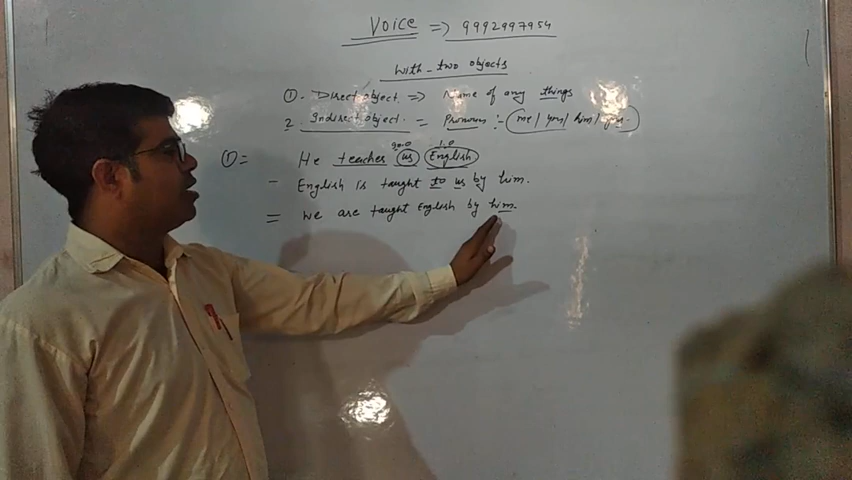 Voice => 9992997954
with-two objects
①. Direct object. => Name of any things
2. Indirect object. = Pronoun :- (me/ you/ him/
①= He teaches us English
I.O
- English is taught to us by him.
= we are taught English by him.